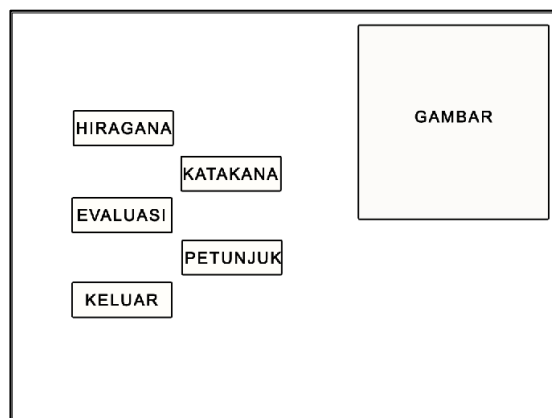 GAMBAR
HIRAGANA
KATAKANA
EVALUASI
PETUNJUK
KELUAR